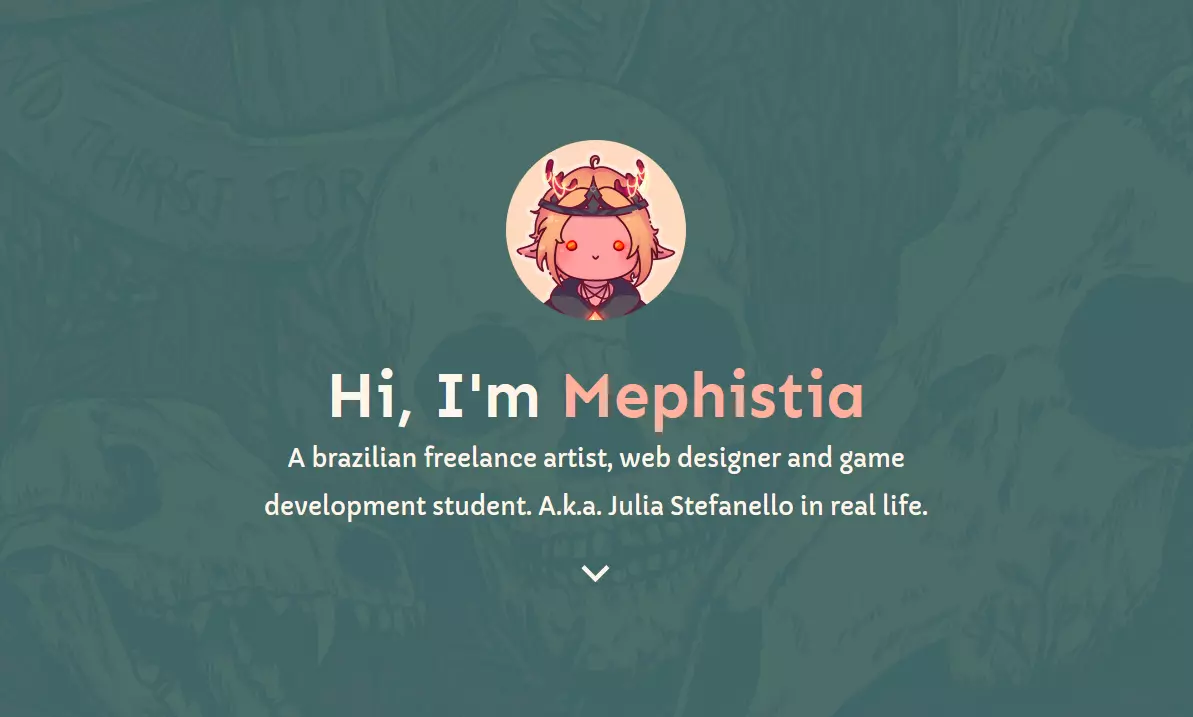 THIRST FOR
Hi, I'm Mephistia
A brazilian freelance artist, web designer and game
development student. A.k.a. Julia Stefanello in real life.